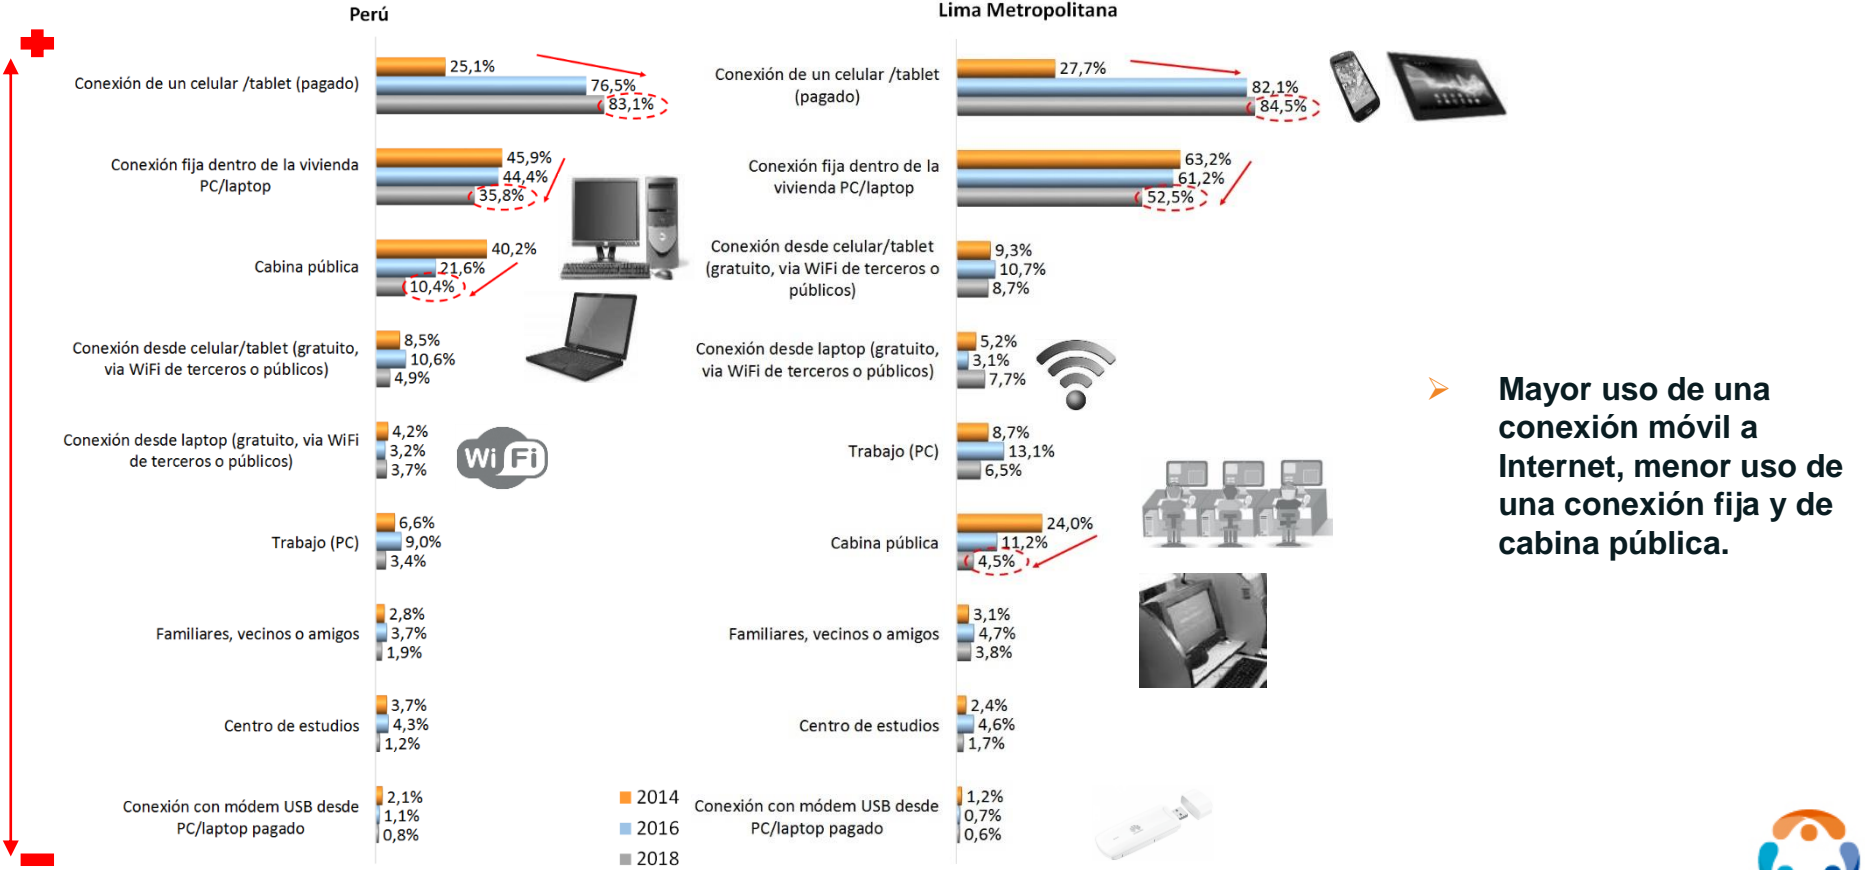 Perú
Conexión de un celular /tablet (pagado)
25,1%
76,5%
83,1%
Conexión fija dentro de la vivienda
PC/laptop
45,9%
44,4%
35,8%
Cabina pública
40,2%
21,6%
10,4%
Conexión desde celular/tablet (gratuito,
via WiFi de terceros o públicos)
8,5%
10,6%
4,9%
Conexión desde laptop (gratuito, via WiFi
de terceros o públicos)
4,2%
3,2%
3,7%
Wi Fi
Trabajo (PC)
6,6%
9,0%
3,4%
Familiares, vecinos o amigos
2,8%
3,7%
1,9%
Centro de estudios
3,7%
4,3%
1,2%
Conexión con módem USB desde
PC/laptop pagado
2,1%
1,1%
0,8%
2014
2016
2018
Lima Metropolitana
Conexión de un celular /tablet
(pagado)
27,7%
82,1%
84,5%
Conexión fija dentro de la
vivienda PC/laptop
63,2%
61,2%
52,5%
Conexión desde celular/tablet
(gratuito, via WiFi de terceros o
públicos)
9,3%
10,7%
8,7%
Conexión desde laptop (gratuito,
via WiFi de terceros o públicos)
5,2%
3,1%
7,7%
Trabajo (PC)
8,7%
13,1%
6,5%
Cabina pública
24,0%
11,2%
4,5%
Familiares, vecinos o amigos
3,1%
4,7%
3,8%
Centro de estudios
2,4%
4,6%
1,7%
Conexión con módem USB desde
PC/laptop pagado
1,2%
0,7%
0,6%
Mayor uso de una
conexión móvil a
Internet, menor uso de
una conexión fija y de
cabina pública.